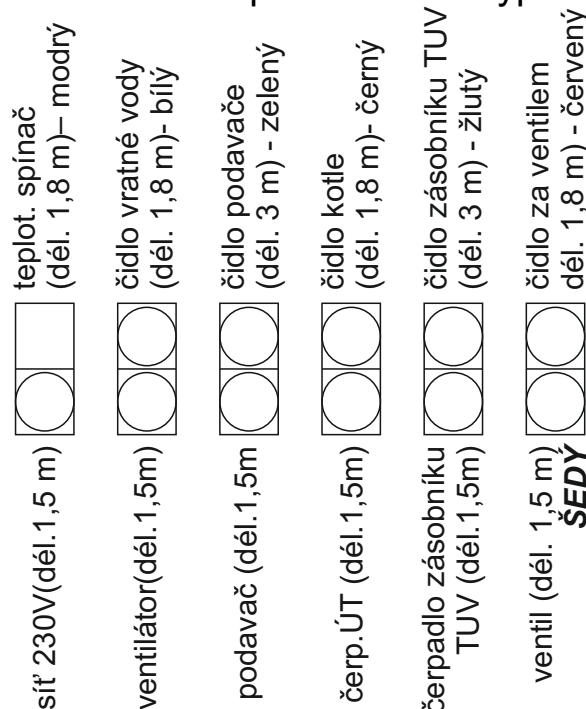 teplot. spínač
(dél. 1,8 m)– modrý
čidlo vratné vody
(dél. 1,8 m)- bílý
čidlo podavače
(dél. 3 m) - zelený
čidlo kotle
(dél. 1,8 m)- černý
čidlo zásobníku TUV
(dél. 3 m) - žlutý
čidlo za ventilem
dél. 1,8 m) - červený
síť 230V(dél.1,5 m)
ventilátor(dél.1,5m)
podavač (dél.1,5m
čerp.ÚT (dél.1,5m)
čerpadlo zásobníku
TUV (dél.1,5m)
ventil (dél. 1,5 m)
ŠEDÝ